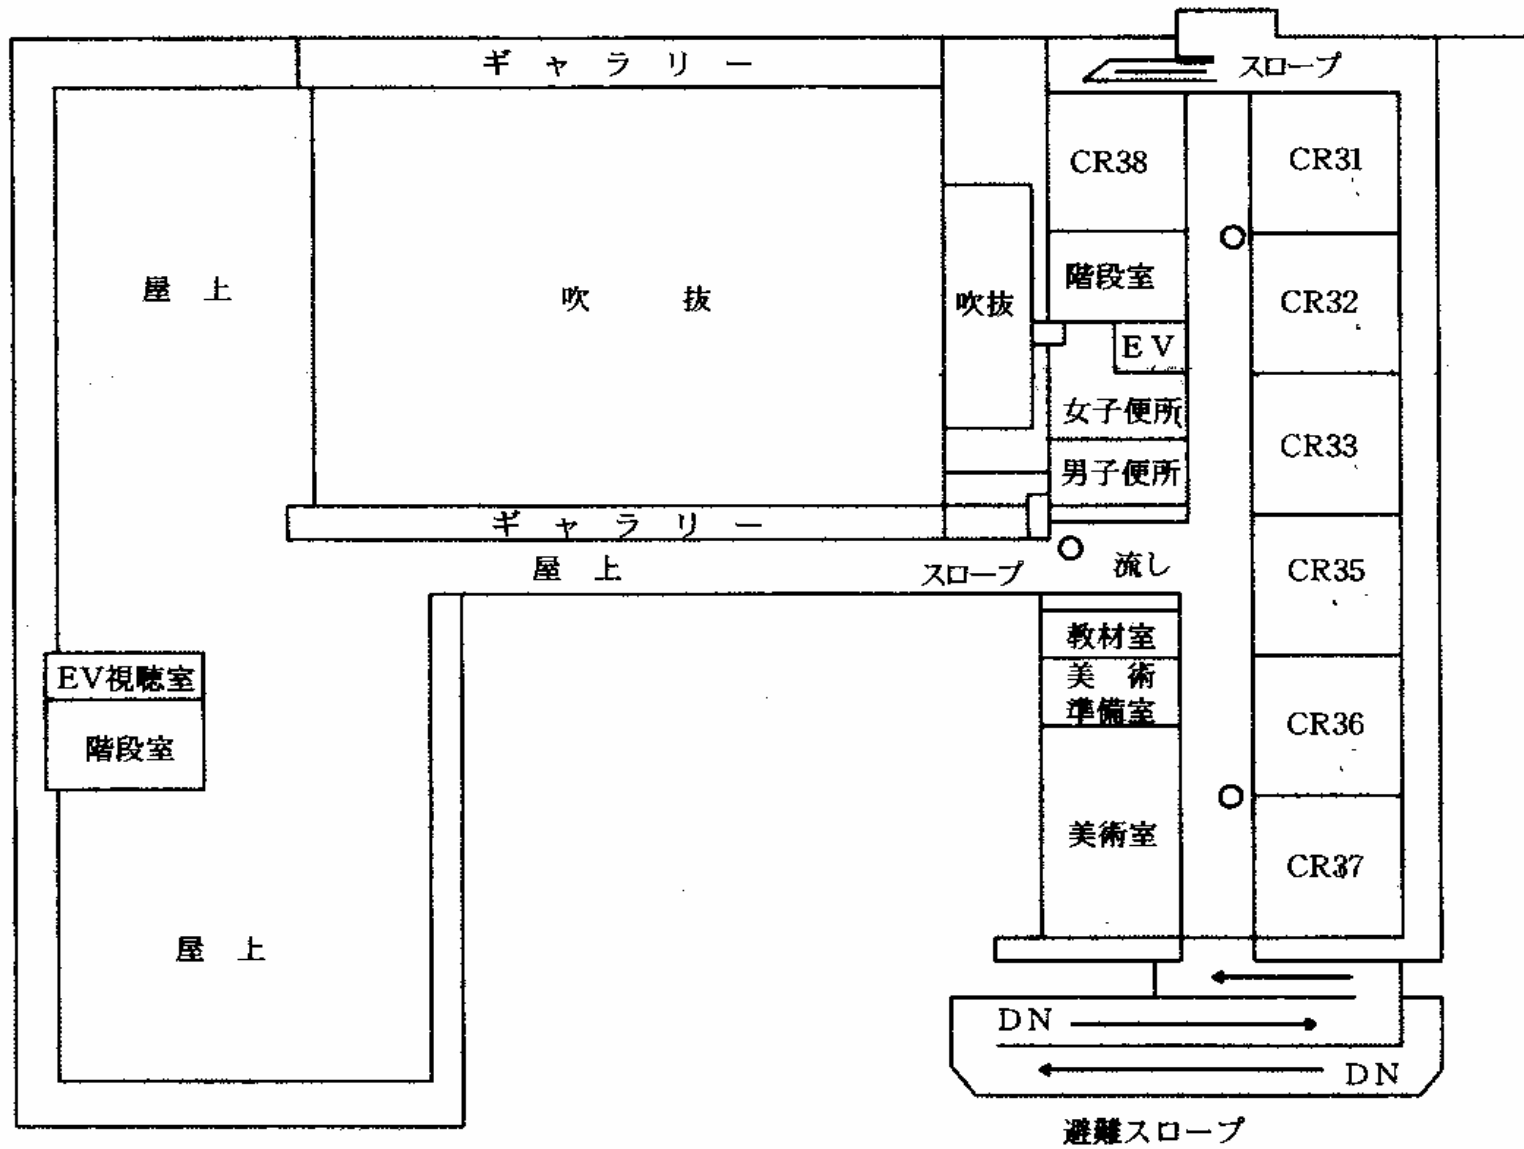 ギャラリー
スロープ
CR38
CR31
屋上
吹抜
吹抜
階段室
CR32
EV
女子便所
CR33
男子便所
ギャラリー
屋上
スロープ
流し
CR35
教材室
EV視聴室
美術
準備室
CR36
階段室
美術室
CR37
屋上
DN
DN
避難スロープ